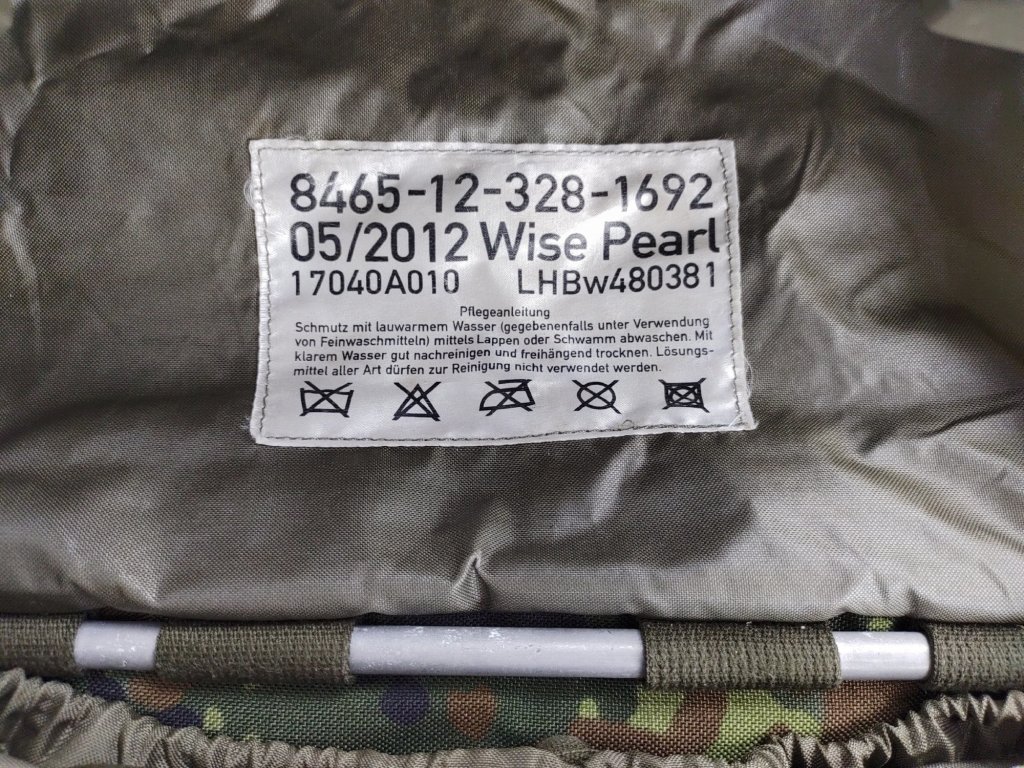 8465-12-328-1692
05/2012 Wise Pearl
17040A010 LHBw480381
Pflegeanleitung
Schmutz mit lauwarmem Wasser (gegebenenfalls unter Verwendung
von Feinwaschmitteln) mittels Lappen oder Schwamm abwaschen. Mit
klarem Wasser gut nachreinigen und freihängend trocknen. Lösungs-
mittel aller Art dürfen zur Reinigung nicht verwendet werden.